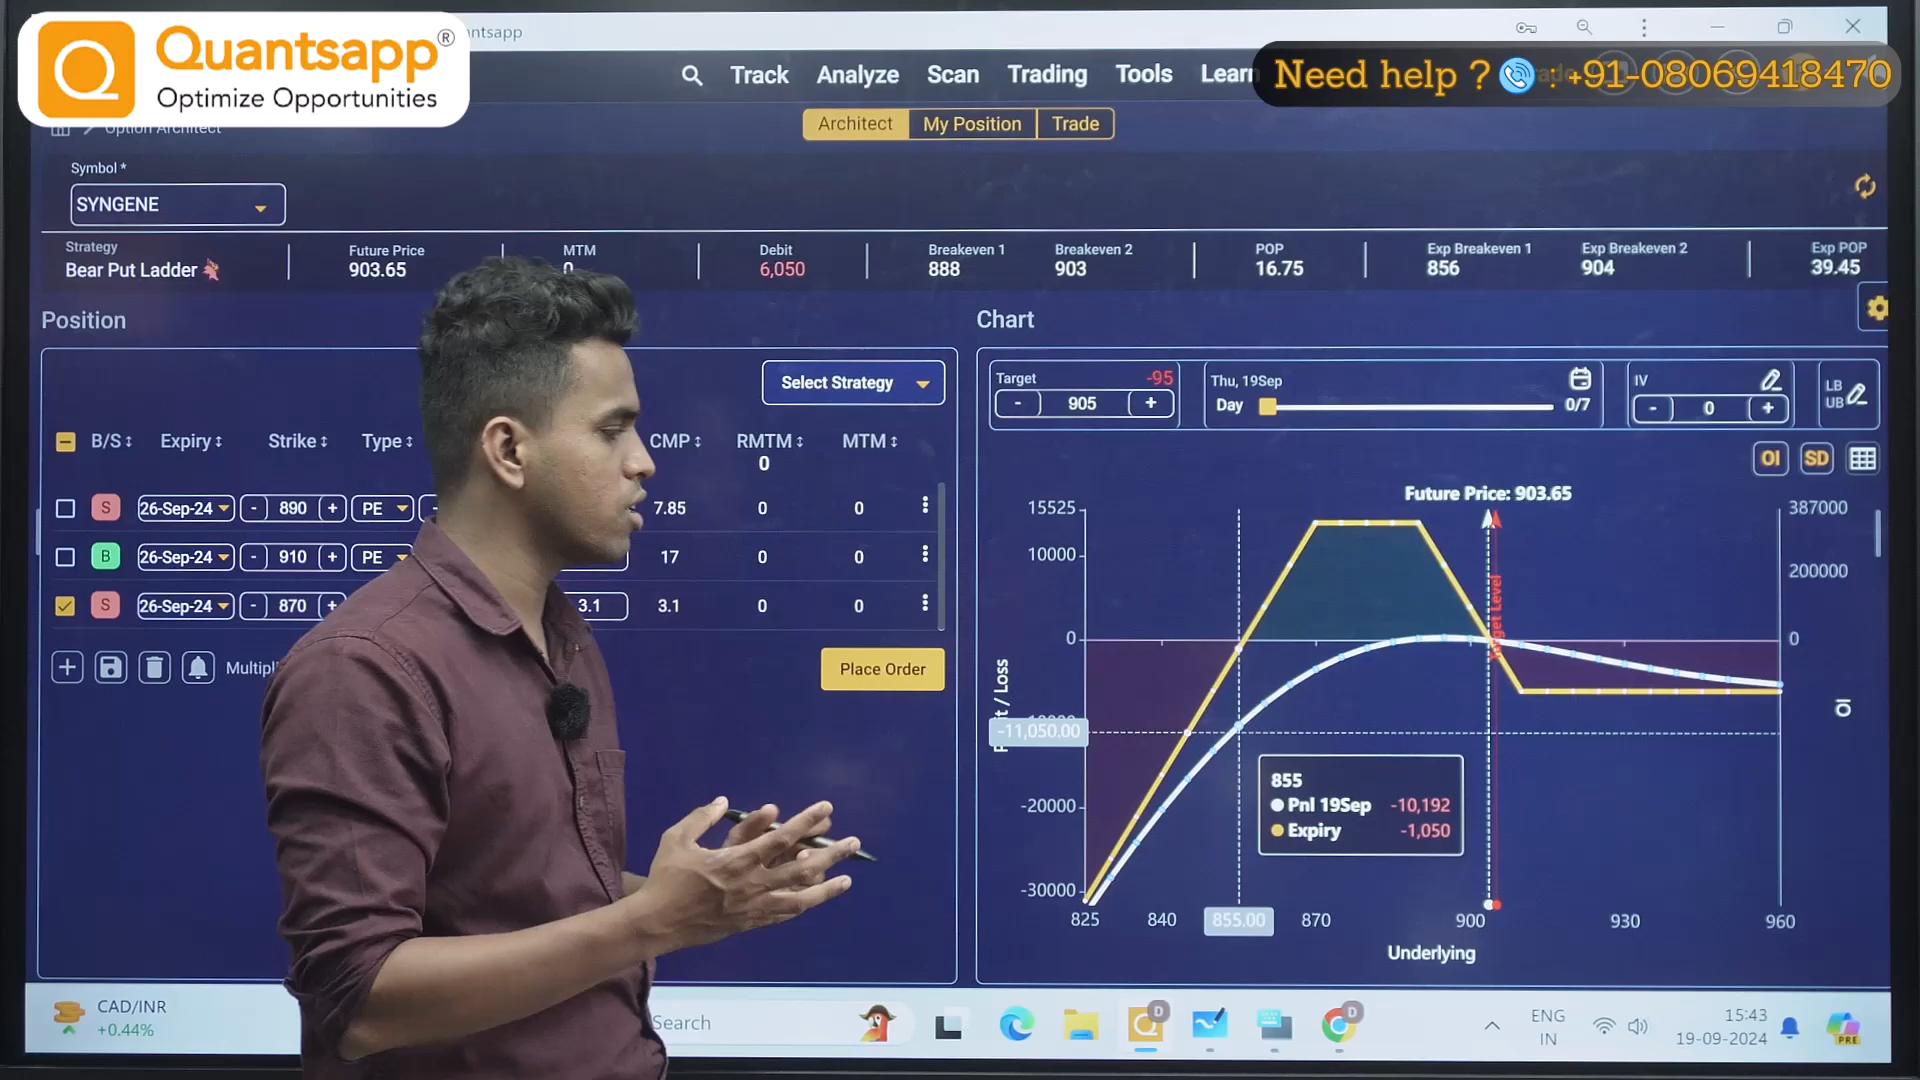 Quantsapp®
Optimize Opportunities
ntsapp
Track
Analyze
Scan
Trading
Tools
Learn
Need help ? : +91-08069418470
Option Architect
Architect
My Position
Trade
Symbol *
SYNGENE
Strategy
Bear Put Ladder
Future Price
903.65
MTM
0
Debit
6,050
Breakeven 1
888
Breakeven 2
903
POP
16.75
Exp Breakeven 1
856
Exp Breakeven 2
904
Exp POP
39.45
Position
Select Strategy
B/S Expiry Strike Type CMP RMTM MTM
0
S 26-Sep-24 - 890 + PE - 7.85 0 0
B 26-Sep-24 - 910 + PE 17 0 0
S 26-Sep-24 - 870 + 3.1 3.1 0 0
Place Order
Chart
Target -95
- 905 +
Thu, 19Sep
Day 0/7
IV
- 0 +
LB
UB
OI
SD
Future Price: 903.65
Target Level
15525
10000
0
-11,050.00
-20000
-30000
387000
200000
0
OI
855
Pnl 19Sep -10,192
Expiry -1,050
825 840 855.00 870 900 930 960
Underlying
CAD/INR
+0.44%
Search
D
D
ENG
IN
15:43
19-09-2024
PRE